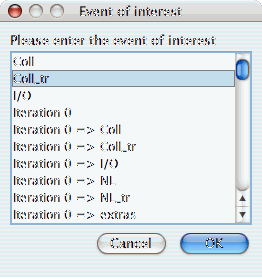 Event of interest
Please enter the event of interest
Coll
Coll_tr
I/O
Iteration 0
Iteration 0 => Coll
Iteration 0 => Coll_tr
Iteration 0 => I/O
Iteration 0 => NL
Iteration 0 => NL_tr
Iteration 0 => extras
Cancel
OK